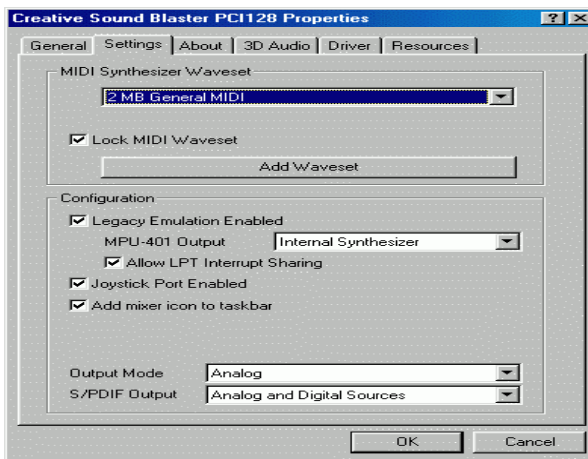 Creative Sound Blaster PCI128 Properties
General Settings About 3D Audio Driver Resources
MIDI Synthesizer Waveset
2 MB General MIDI
Lock MIDI Waveset
Add Waveset
Configuration
Legacy Emulation Enabled
MPU-401 Output Internal Synthesizer
Allow LPT Interrupt Sharing
Joystick Port Enabled
Add mixer icon to taskbar
Output Mode Analog
S/PDIF Output Analog and Digital Sources
OK Cancel